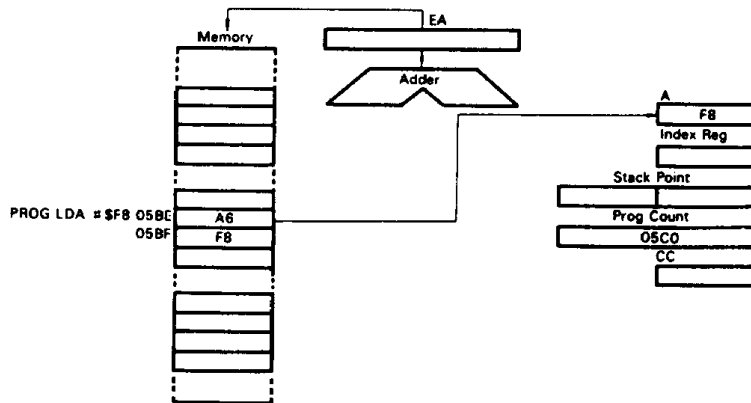 EA
Memory
Adder
A
F8
Index Reg
Stack Point
PROG LDA #$F8 05BE A6
Prog Count
05BF F8
05C0
CC